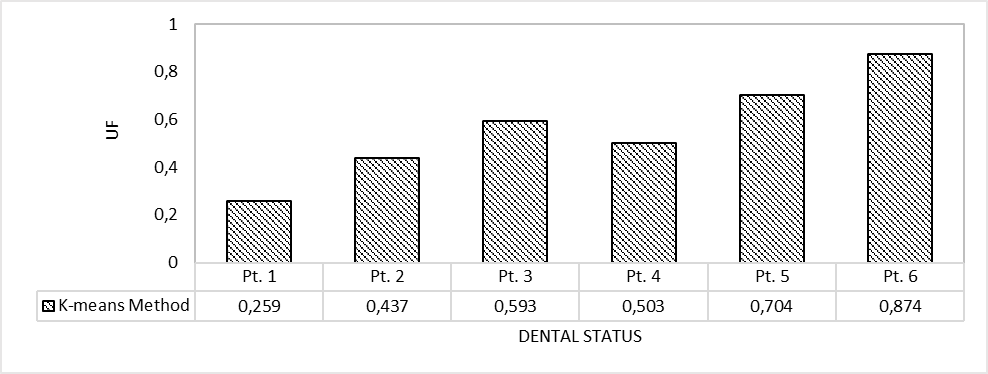 1
0,8
0,6
0,4
0,2
0
UF
Pt. 1 Pt. 2 Pt. 3 Pt. 4 Pt. 5 Pt. 6
K-means Method 0,259 0,437 0,593 0,503 0,704 0,874
DENTAL STATUS